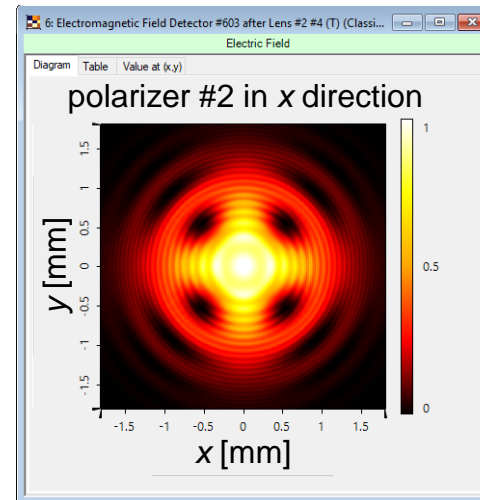 6: Electromagnetic Field Detector #603 after Lens #2 #4 (T) (Classi...
Electric Field
Diagram Table Value at (x,y)
polarizer #2 in x direction
y [mm]
1.5
1
0.5
0
-0.5
-1
-1.5
-1.5 -1 -0.5 0 0.5 1 1.5
x [mm]
1
0.5
0